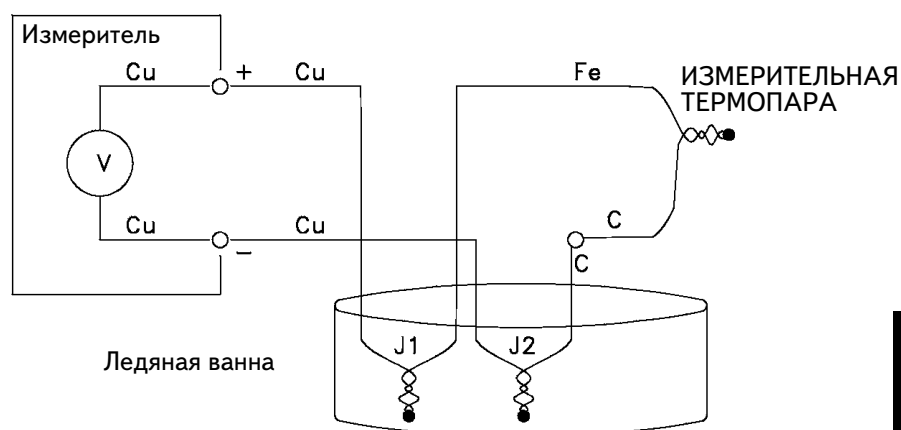 Измеритель
Cu
+
Cu
Fe
ИЗМЕРИТЕЛЬНАЯ
ТЕРМОПАРА
V
Cu
Cu
−
C
C
J1
J2
Ледяная ванна